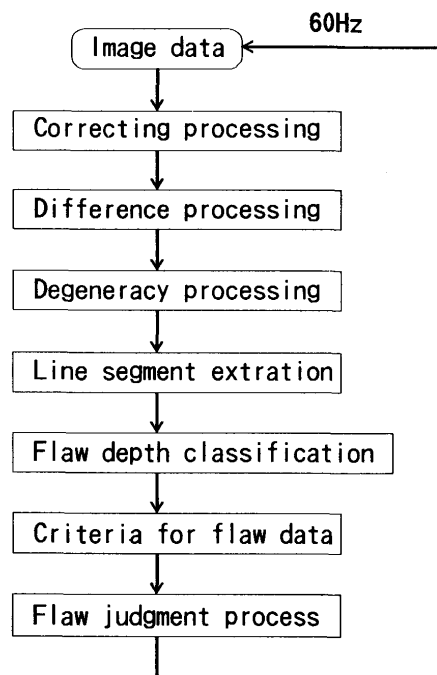 60Hz
Image data
Correcting processing
Difference processing
Degeneracy processing
Line segment extration
Flaw depth classification
Criteria for flaw data
Flaw judgment process